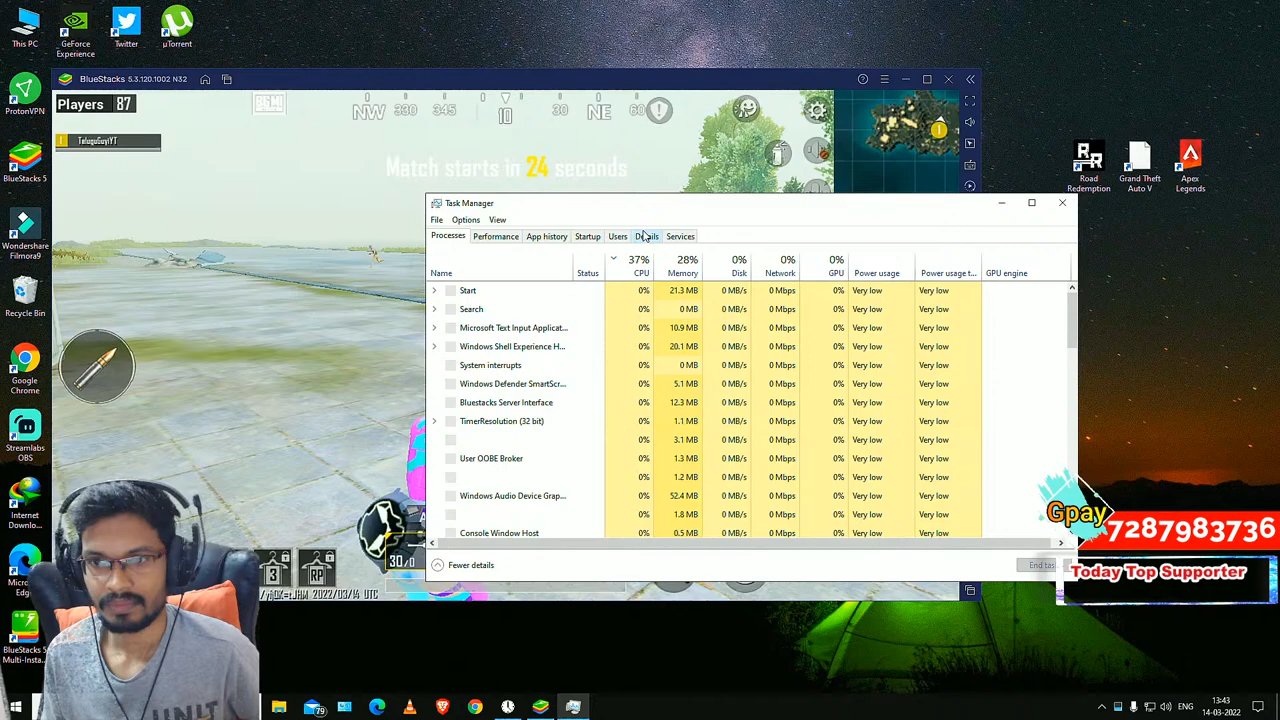 This PC
GeForce Experience
Twitter
µTorrent
ProtonVPN
BlueStacks 5
Wondershare Filmora9
Recycle Bin
Google Chrome
Streamlabs OBS
Internet Downlo...
Edg
BlueStacks 5 Multi-Insta
Road Redemption
Grand Theft Auto V
Apex Legends
BlueStacks 5.3.120.1002 N32
Players 87
TeluguGuyIYT
NW 330 345 10 30 NE 60
Match starts in 24 seconds
Task Manager
File Options View
Processes Performance App history Startup Users Details Services
37% 28% 0% 0% 0%
Name Status CPU Memory Disk Network GPU Power usage Power usage t... GPU engine
Start 0% 21.3 MB 0 MB/s 0 Mbps 0% Very low Very low
Search 0% 0 MB 0 MB/s 0 Mbps 0% Very low Very low
Microsoft Text Input Applicat... 0% 10.9 MB 0 MB/s 0 Mbps 0% Very low Very low
Windows Shell Experience H... 0% 20.1 MB 0 MB/s 0 Mbps 0% Very low Very low
System interrupts 0% 0 MB 0 MB/s 0 Mbps 0% Very low Very low
Windows Defender SmartScr... 0% 5.1 MB 0 MB/s 0 Mbps 0% Very low Very low
Bluestacks Server Interface 0% 12.3 MB 0 MB/s 0 Mbps 0% Very low Very low
TimerResolution (32 bit) 0% 1.1 MB 0 MB/s 0 Mbps 0% Very low Very low
0% 3.1 MB 0 MB/s 0 Mbps 0% Very low Very low
User OOBE Broker 0% 1.3 MB 0 MB/s 0 Mbps 0% Very low Very low
0% 1.2 MB 0 MB/s 0 Mbps 0% Very low Very low
Windows Audio Device Grap... 0% 52.4 MB 0 MB/s 0 Mbps 0% Very low Very low
0% 1.8 MB 0 MB/s 0 Mbps 0% Very low Very low
Console Window Host 0% 0.5 MB 0 MB/s 0 Mbps 0% Very low Very low
Fewer details
End tas
30/0
3
RP
2022/03/14 UTC
Gpay
7287983736
Today Top Supporter
79
ENG
13:43
14-03-2022